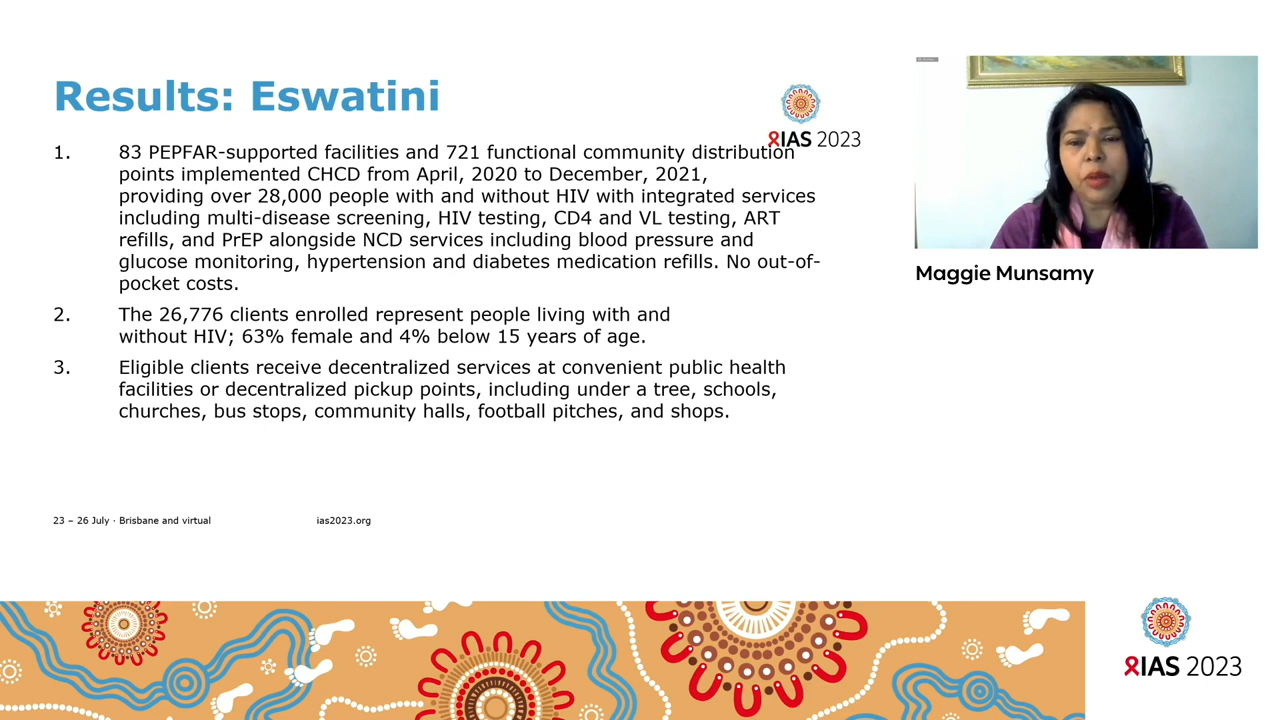 Results: Eswatini
IAS 2023
1. 83 PEPFAR-supported facilities and 721 functional community distribution
points implemented CHCD from April, 2020 to December, 2021,
providing over 28,000 people with and without HIV with integrated services
including multi-disease screening, HIV testing, CD4 and VL testing, ART
refills, and PrEP alongside NCD services including blood pressure and
glucose monitoring, hypertension and diabetes medication refills. No out-of-
pocket costs.
2. The 26,776 clients enrolled represent people living with and
without HIV; 63% female and 4% below 15 years of age.
3. Eligible clients receive decentralized services at convenient public health
facilities or decentralized pickup points, including under a tree, schools,
churches, bus stops, community halls, football pitches, and shops.
23 – 26 July · Brisbane and virtual
ias2023.org
Maggie Munsamy
IAS 2023